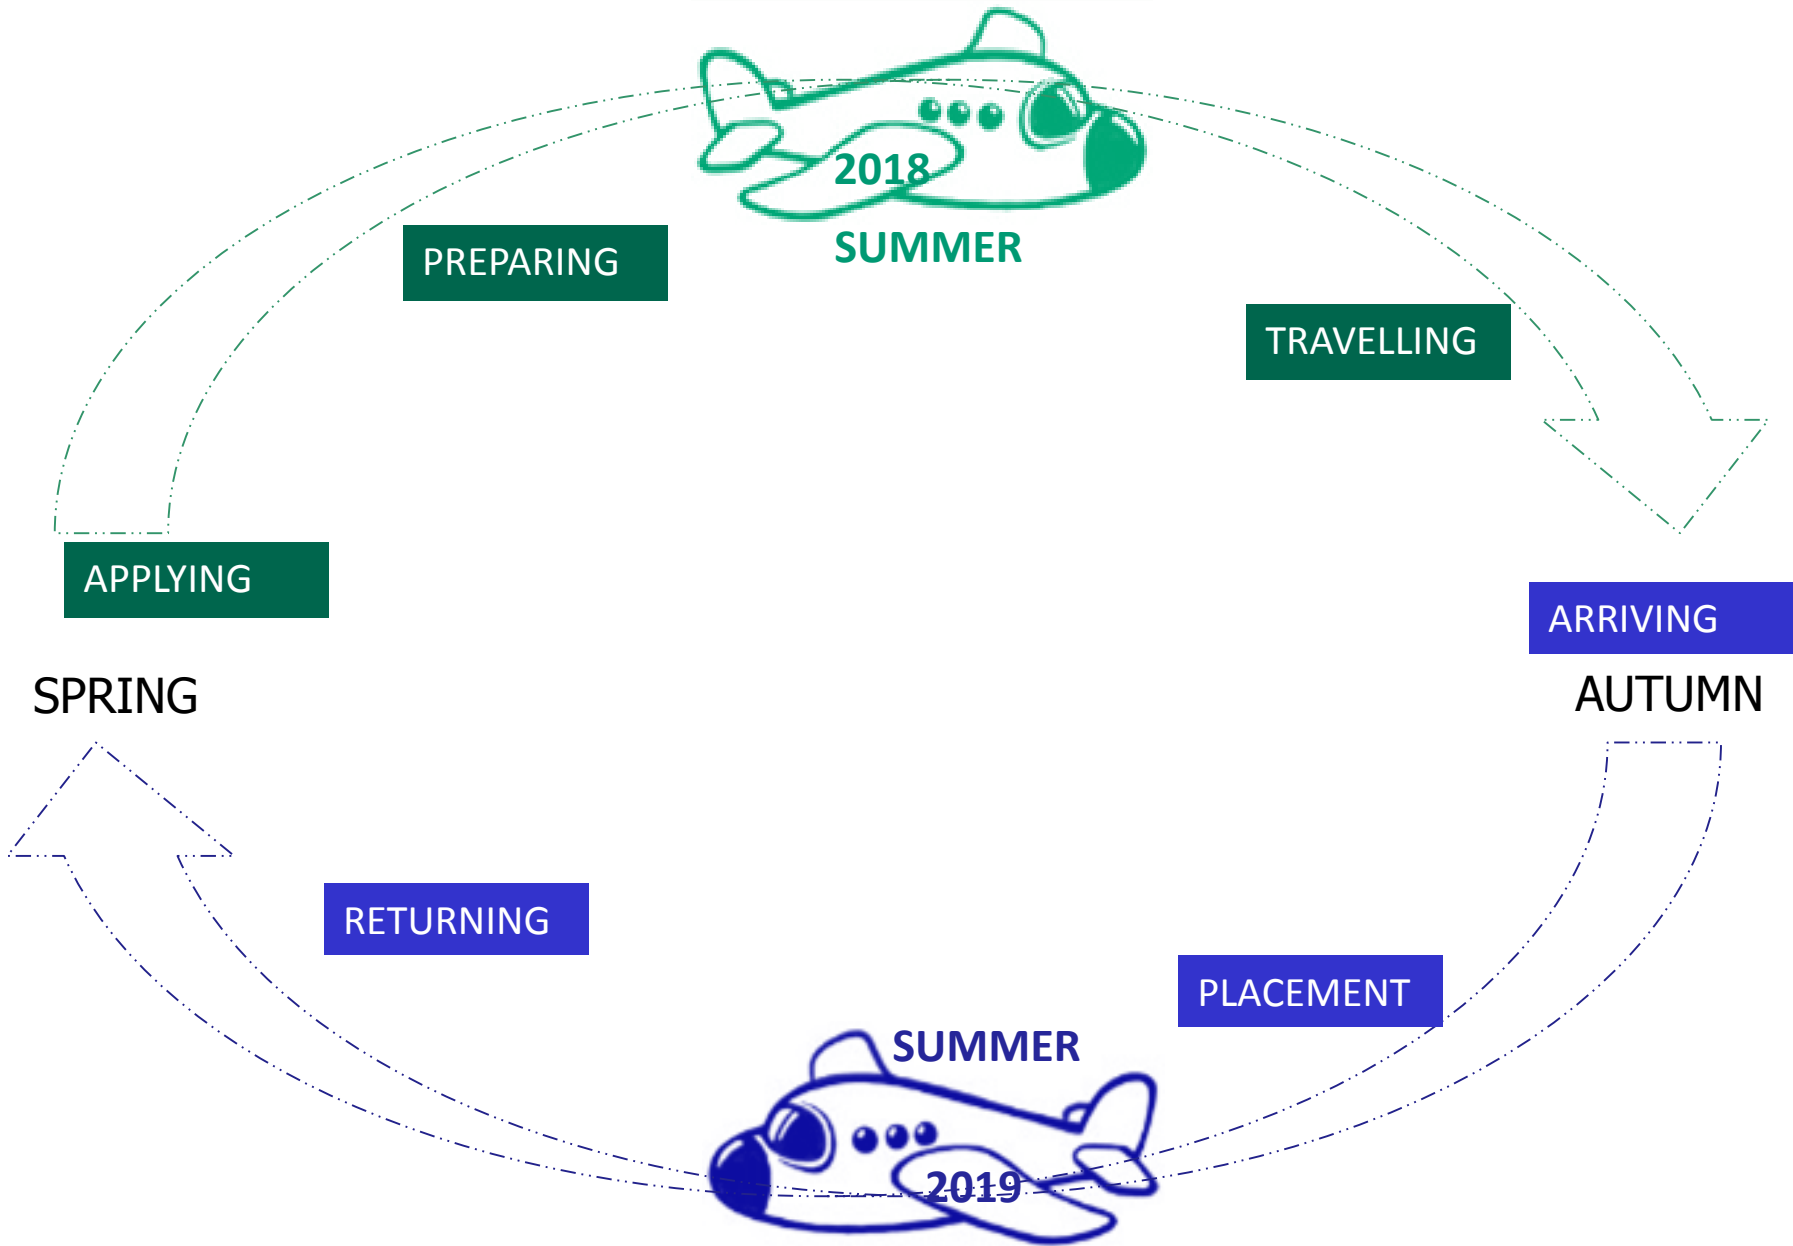 2018
SUMMER
PREPARING
TRAVELLING
APPLYING
ARRIVING
SPRING
AUTUMN
RETURNING
PLACEMENT
SUMMER
2019